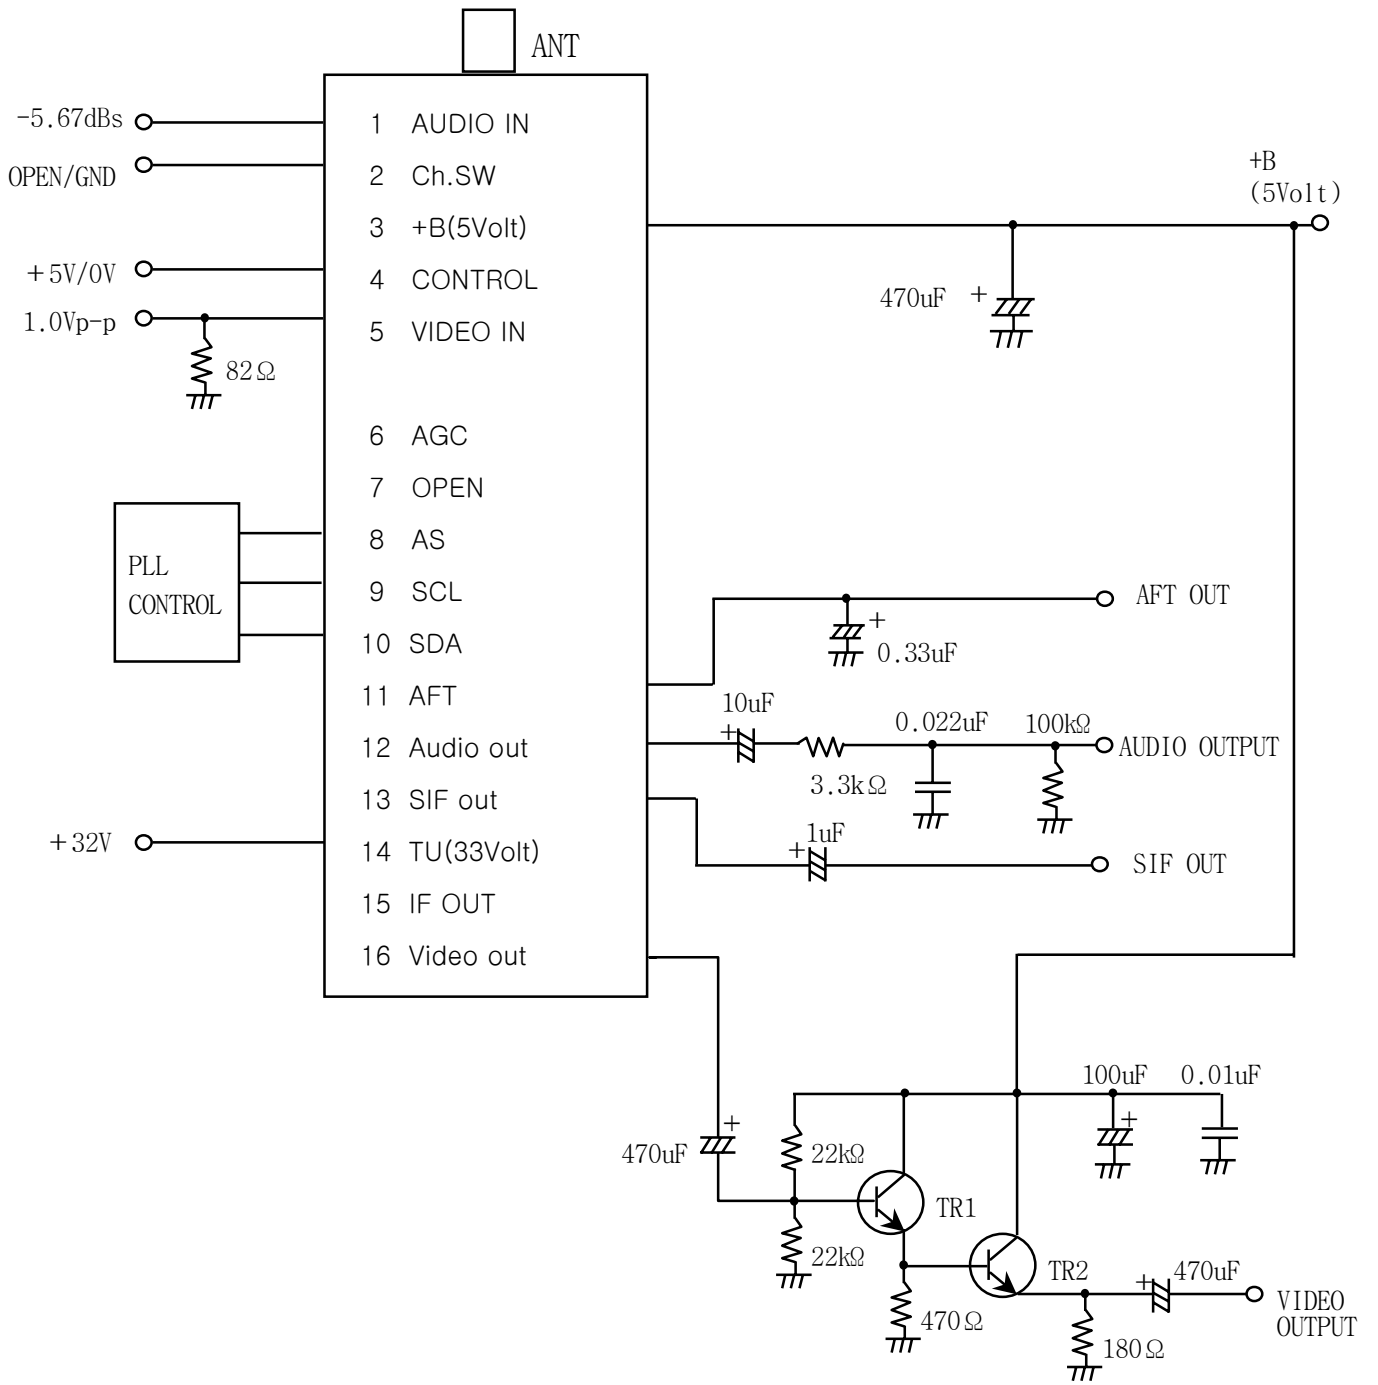 ANT
-5.67dBs
1 AUDIO IN
OPEN/GND
2 Ch.SW
+B
(5Volt)
3 +B(5Volt)
+5V/0V
4 CONTROL
470uF +
1.0Vp-p
5 VIDEO IN
82Ω
6 AGC
7 OPEN
8 AS
PLL
CONTROL
9 SCL
10 SDA
AFT OUT
+
0.33uF
11 AFT
10uF
+
0.022uF
100kΩ
12 Audio out
AUDIO OUTPUT
3.3kΩ
13 SIF out
+32V
1uF
+
14 TU(33Volt)
SIF OUT
15 IF OUT
16 Video out
100uF
0.01uF
+
+
470uF
22kΩ
TR1
22kΩ
TR2
470uF
+
VIDEO
OUTPUT
470Ω
180Ω